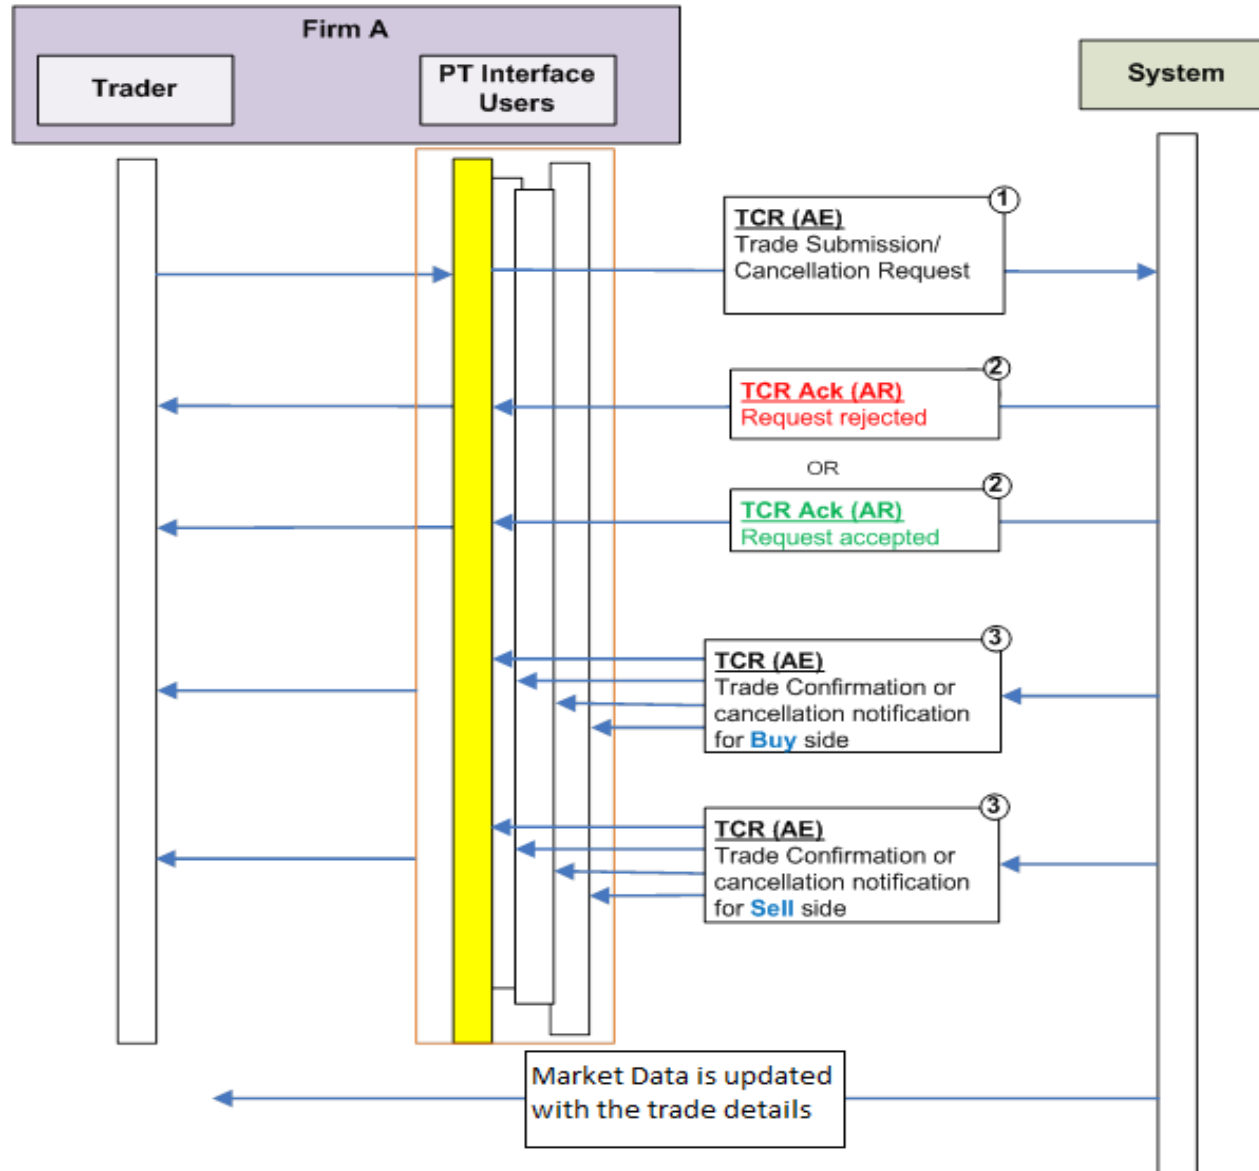 Firm A
Trader
PT Interface
Users
System
1
TCR (AE)
Trade Submission/
Cancellation Request
2
TCR Ack (AR)
Request rejected
OR
2
TCR Ack (AR)
Request accepted
3
TCR (AE)
Trade Confirmation or
cancellation notification
for Buy side
3
TCR (AE)
Trade Confirmation or
cancellation notification
for Sell side
Market Data is updated
with the trade details